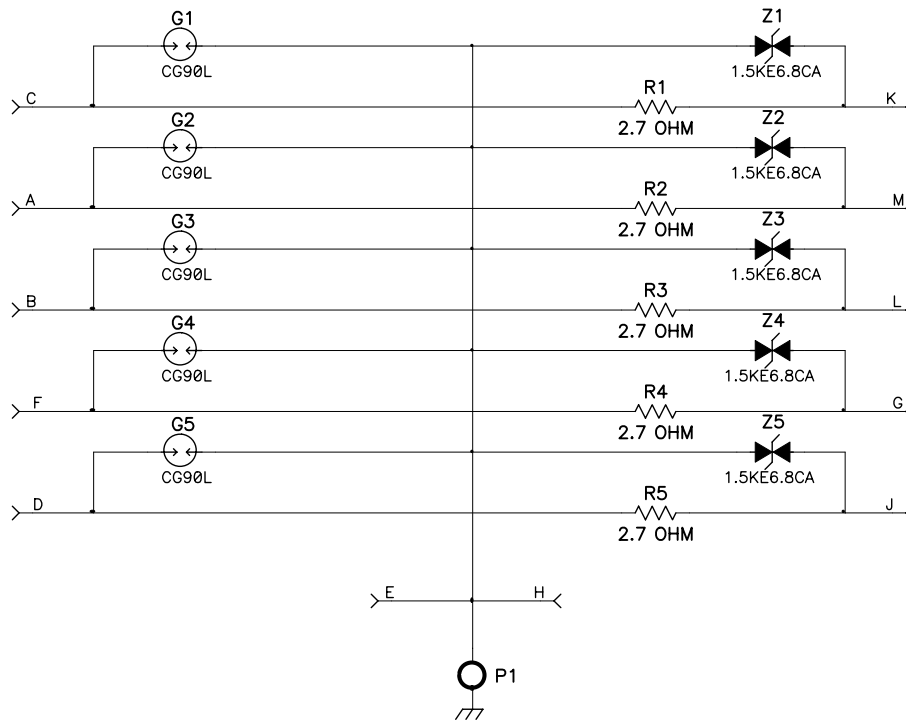 G1
CG90L
Z1
1.5KE6.8CA
C
R1
2.7 OHM
K
G2
CG90L
Z2
1.5KE6.8CA
A
R2
2.7 OHM
M
G3
CG90L
Z3
1.5KE6.8CA
B
R3
2.7 OHM
L
G4
CG90L
Z4
1.5KE6.8CA
F
R4
2.7 OHM
G
G5
CG90L
Z5
1.5KE6.8CA
D
R5
2.7 OHM
J
E
H
P1